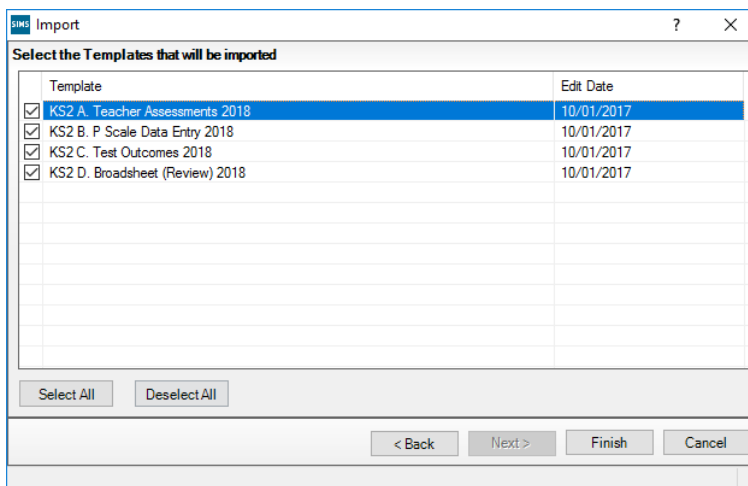 SIMS Import ? ×
Select the Templates that will be imported
Template Edit Date
KS2 A. Teacher Assessments 2018 10/01/2017
KS2 B. P Scale Data Entry 2018 10/01/2017
KS2 C. Test Outcomes 2018 10/01/2017
KS2 D. Broadsheet (Review) 2018 10/01/2017
Select All Deselect All
< Back Next > Finish Cancel